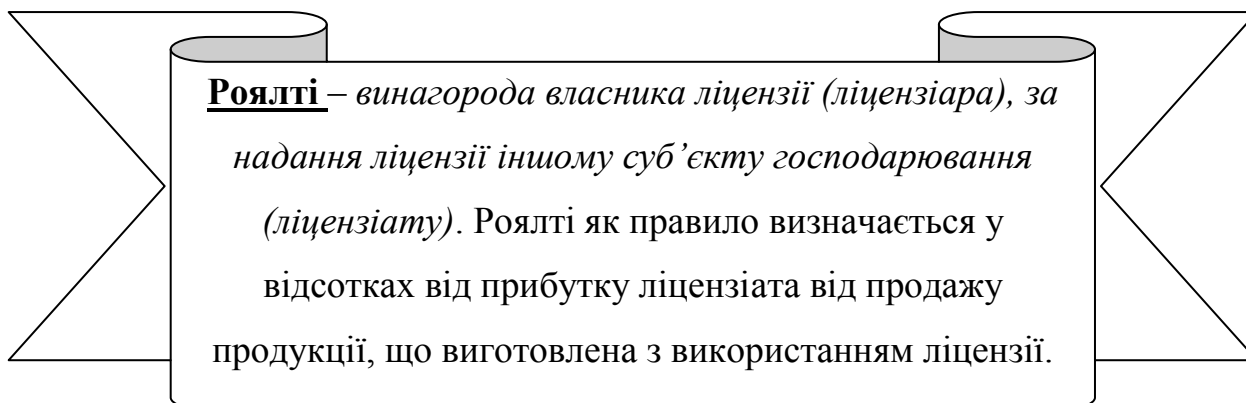 Роялті – винагорода власника ліцензії (ліцензіара), за
надання ліцензії іншому суб’єкту господарювання
(ліцензіату). Роялті як правило визначається у
відсотках від прибутку ліцензіата від продажу
продукції, що виготовлена з використанням ліцензії.